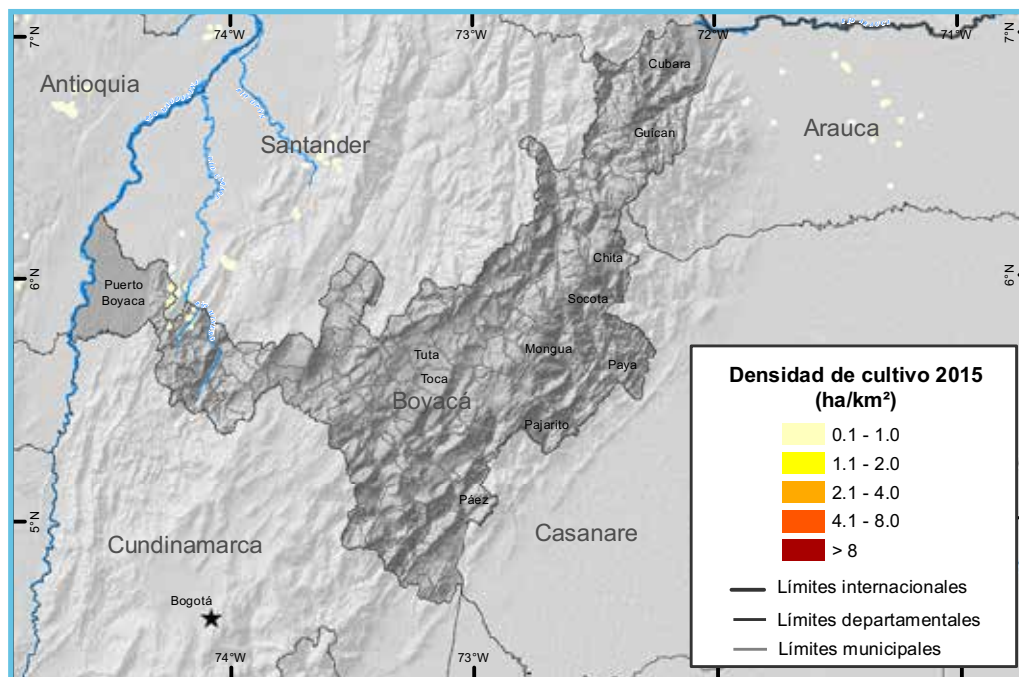 74°W
73°W
72°W
71°W
7°N
7°N
Cubara
Antioquia
Guícan
Arauca
Santander
Chita
6°N
6°N
Puerto
Boyaca
Socota
Tuta
Mongua
Paya
Toca
Boyacá
Pajarito
Páez
5°N
Casanare
Cundinamarca
Bogotá
74°W
73°W
Densidad de cultivo 2015
(ha/km²)
0.1 - 1.0
1.1 - 2.0
2.1 - 4.0
4.1 - 8.0
> 8
Límites internacionales
Límites departamentales
Límites municipales